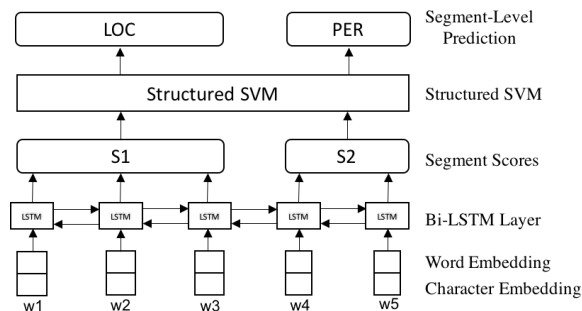 LOC
PER
Segment-Level
Prediction
Structured SVM
Structured SVM
S1
S2
Segment Scores
LSTM
LSTM
LSTM
LSTM
LSTM
Bi-LSTM Layer
Word Embedding
Character Embedding
w1
w2
w3
w4
w5